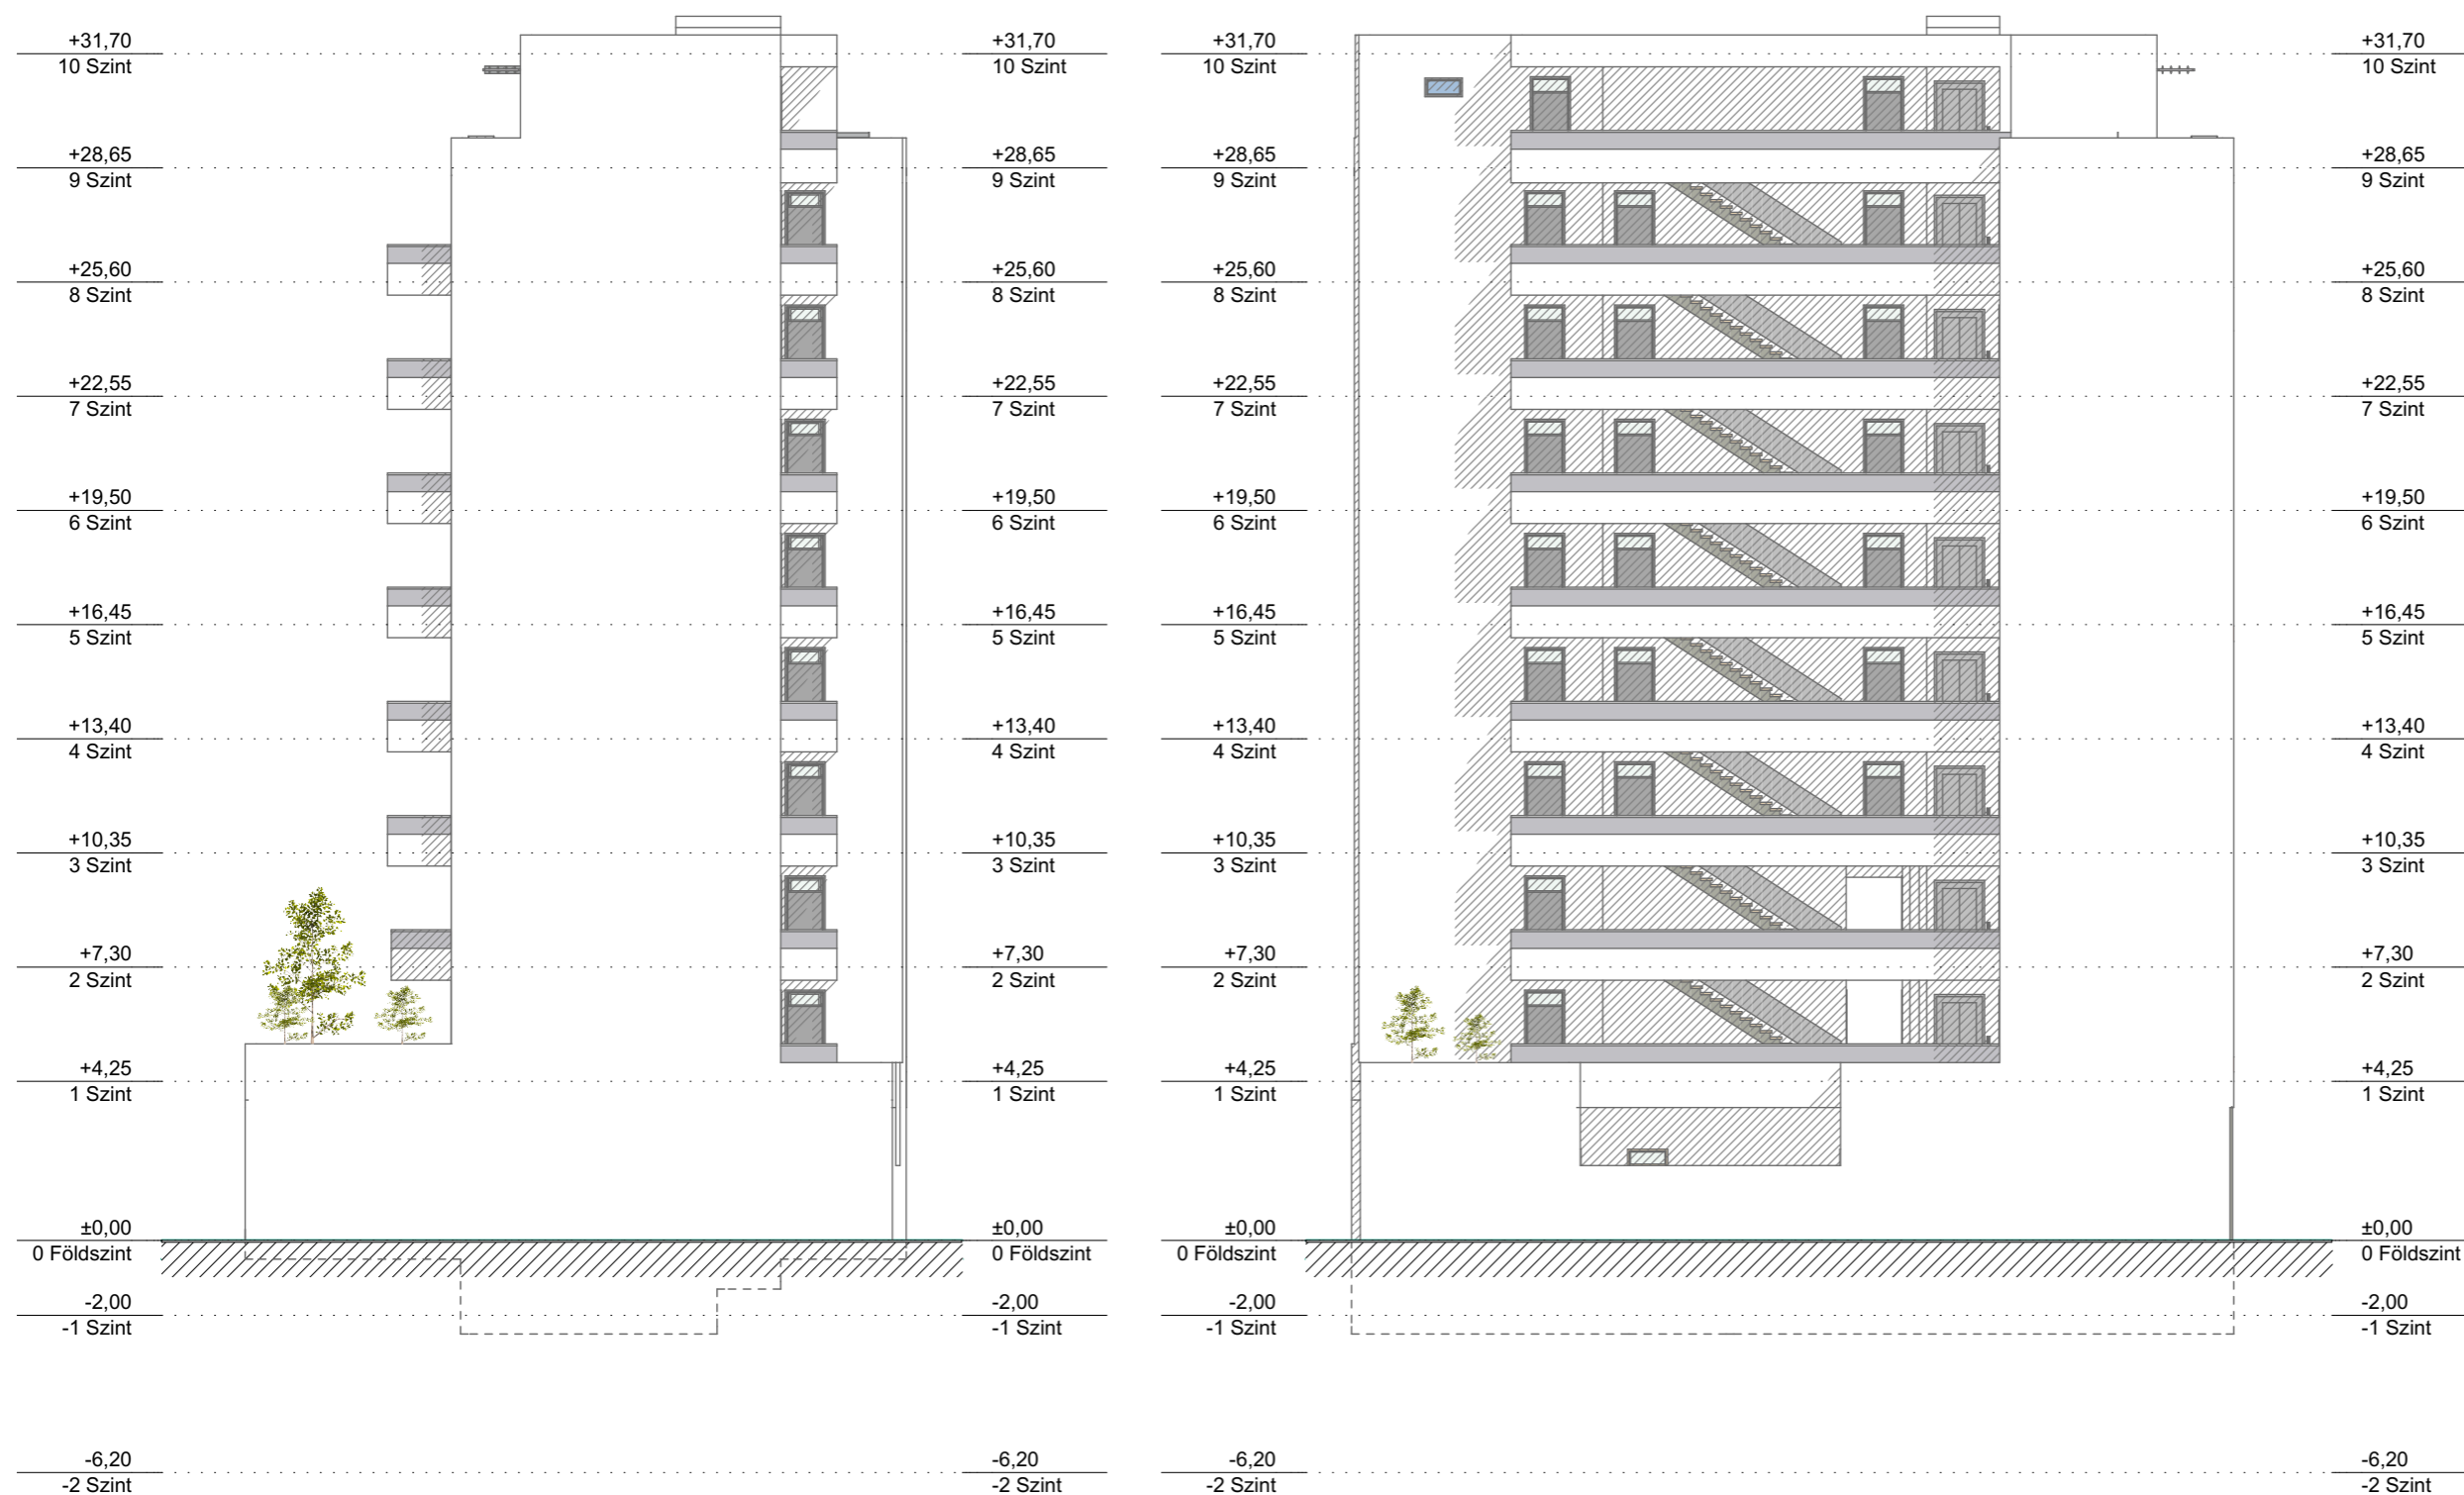 +31,70
10 Szint
+28,65
9 Szint
+25,60
8 Szint
+22,55
7 Szint
+19,50
6 Szint
+16,45
5 Szint
+13,40
4 Szint
+10,35
3 Szint
+7,30
2 Szint
+4,25
1 Szint
±0,00
0 Földszint
-2,00
-1 Szint
-6,20
-2 Szint
+31,70
10 Szint
+28,65
9 Szint
+25,60
8 Szint
+22,55
7 Szint
+19,50
6 Szint
+16,45
5 Szint
+13,40
4 Szint
+10,35
3 Szint
+7,30
2 Szint
+4,25
1 Szint
±0,00
0 Földszint
-2,00
-1 Szint
-6,20
-2 Szint
+31,70
10 Szint
+28,65
9 Szint
+25,60
8 Szint
+22,55
7 Szint
+19,50
6 Szint
+16,45
5 Szint
+13,40
4 Szint
+10,35
3 Szint
+7,30
2 Szint
+4,25
1 Szint
±0,00
0 Földszint
-2,00
-1 Szint
-6,20
-2 Szint
+31,70
10 Szint
+28,65
9 Szint
+25,60
8 Szint
+22,55
7 Szint
+19,50
6 Szint
+16,45
5 Szint
+13,40
4 Szint
+10,35
3 Szint
+7,30
2 Szint
+4,25
1 Szint
±0,00
0 Földszint
-2,00
-1 Szint
-6,20
-2 Szint